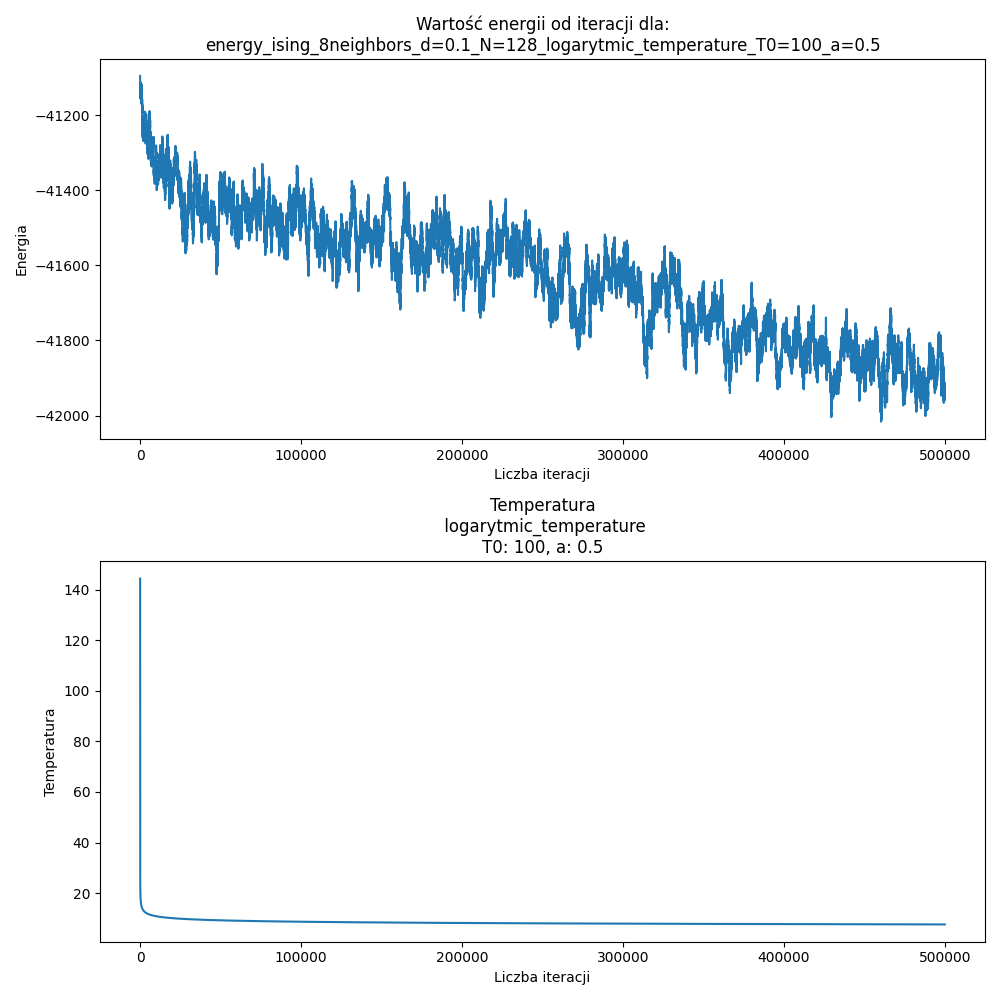 Wartość energii od iteracji dla:
energy_ising_8neighbors_d=0.1_N=128_logarytmic_temperature_T0=100_a=0.5
Energia
−41200
−41400
−41600
−41800
−42000
0 100000 200000 300000 400000 500000
Liczba iteracji
Temperatura
logarytmic_temperature
T0: 100, a: 0.5
Temperatura
140
120
100
80
60
40
20
0 100000 200000 300000 400000 500000
Liczba iteracji